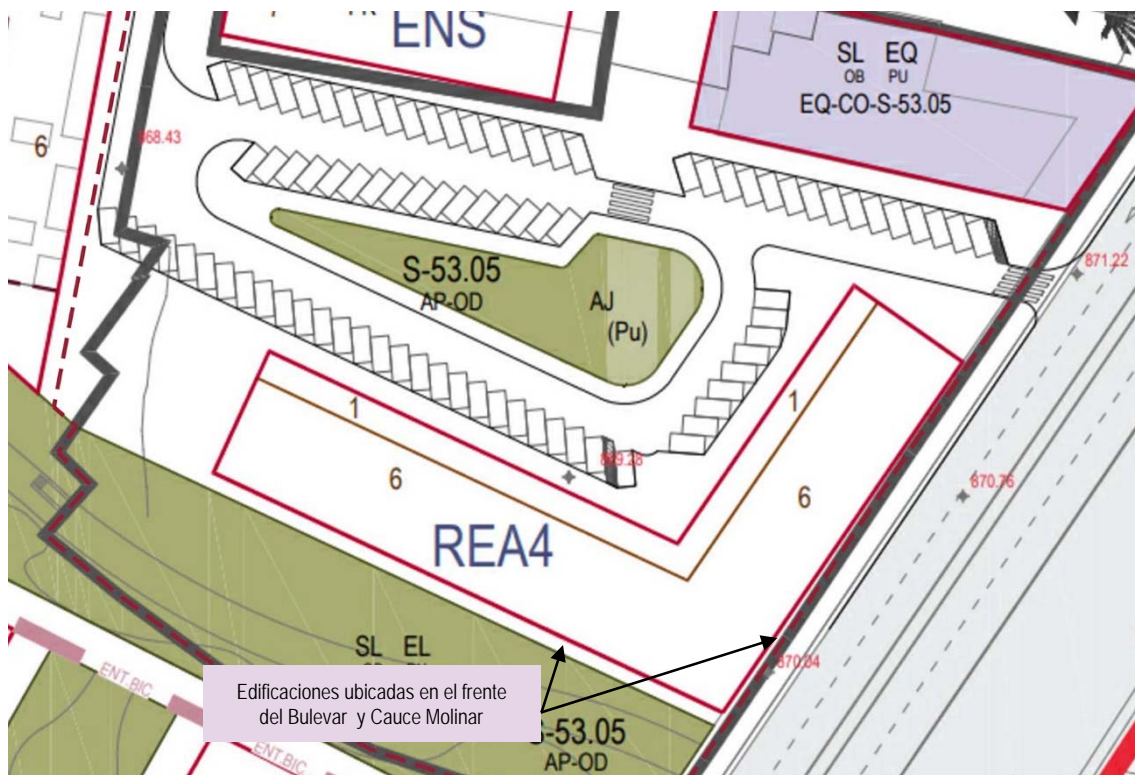 ENS
SL EQ
OB PU
EQ-CO-S-53.05
6
871.22
S-53.05
AP-OD
AJ
(Pu)
1
1
6
6
870.76
REA4
SL EL
870.04
ENT.BIC
Edificaciones ubicadas en el frente
del Bulevar y Cauce Molinar
S-53.05
AP-OD
ENT.BIC